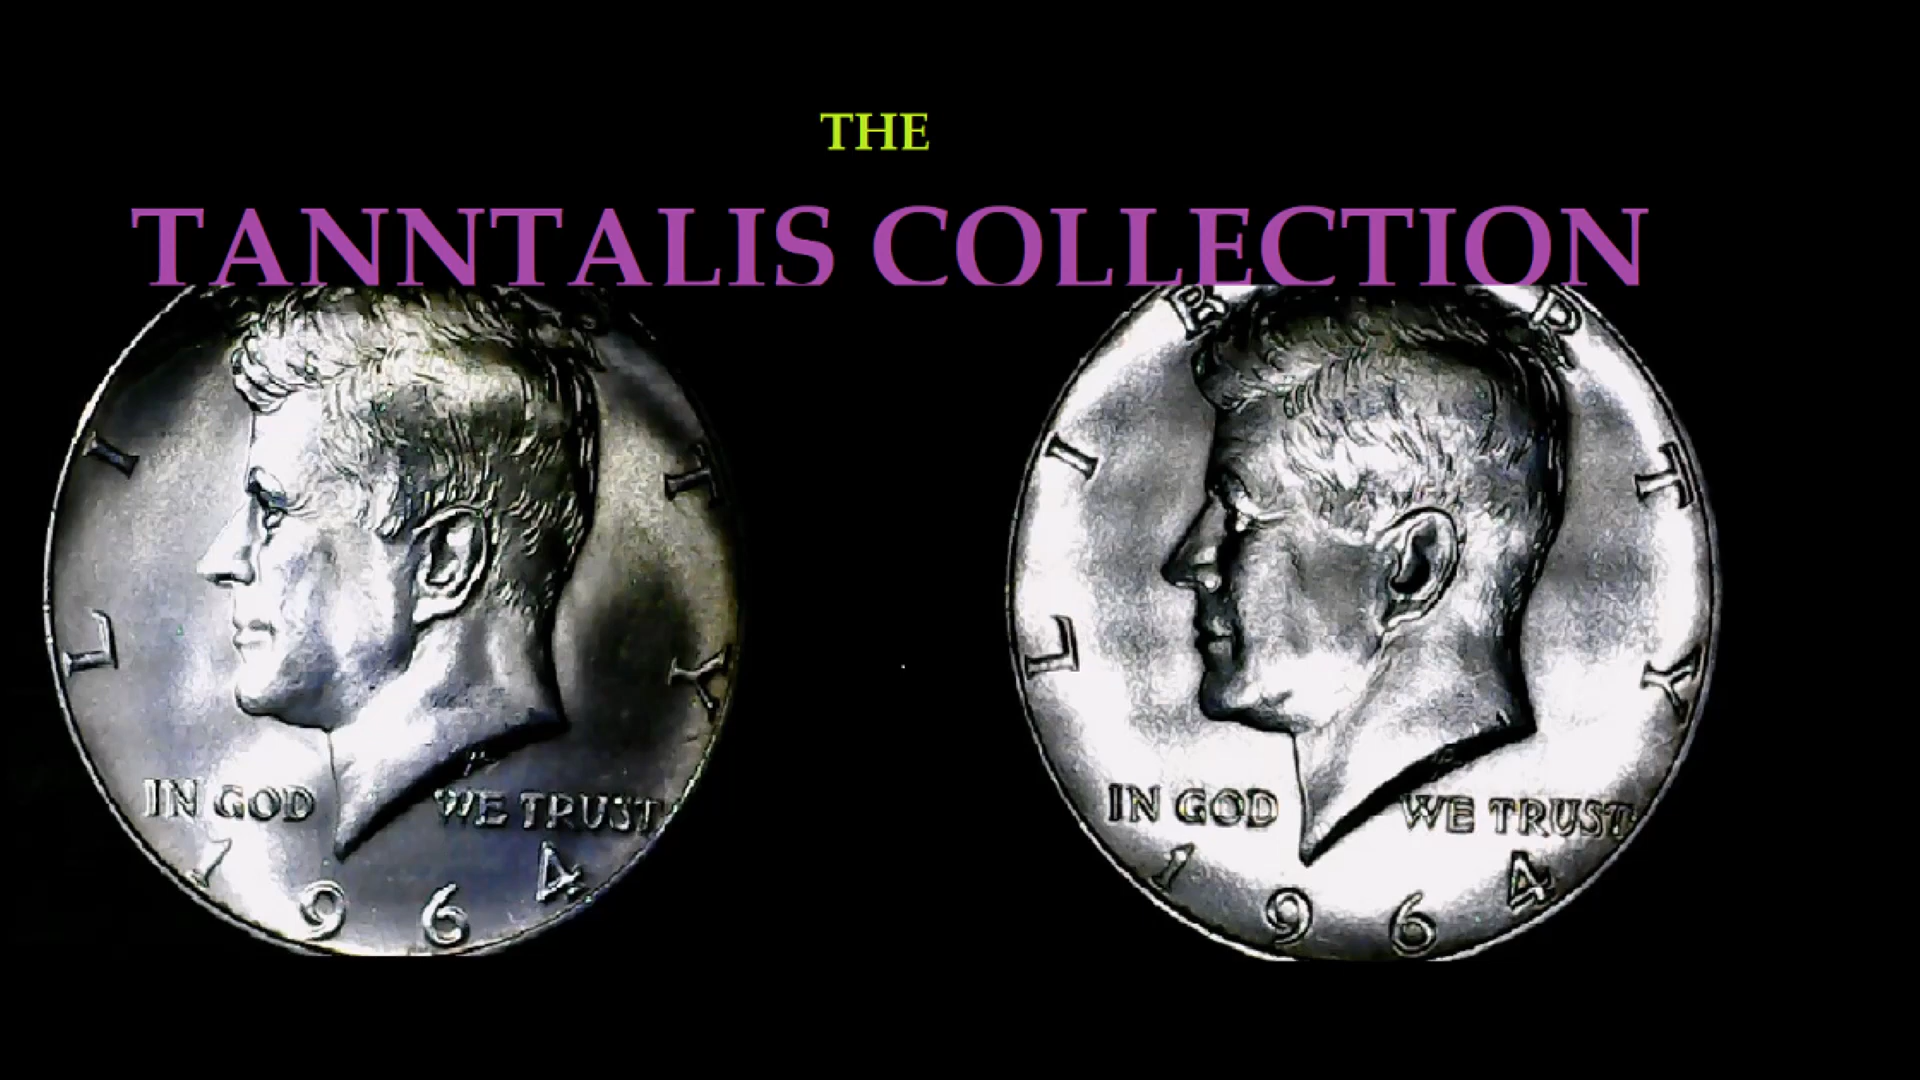 THE
TANNTALIS COLLECTION
L I T Y
IN GOD WE TRUST
1964
L I B R T Y
IN GOD WE TRUST
1964